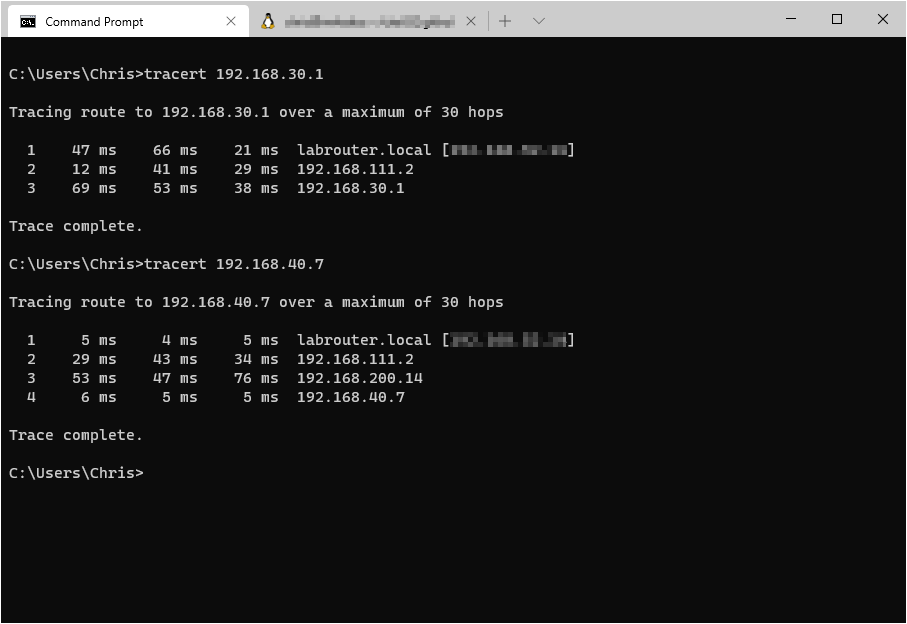 Command Prompt
C:\Users\Chris>tracert 192.168.30.1
Tracing route to 192.168.30.1 over a maximum of 30 hops
1 47 ms 66 ms 21 ms labrouter.local [
]
2 12 ms 41 ms 29 ms 192.168.111.2
3 69 ms 53 ms 38 ms 192.168.30.1
Trace complete.
C:\Users\Chris>tracert 192.168.40.7
Tracing route to 192.168.40.7 over a maximum of 30 hops
1 5 ms 4 ms 5 ms labrouter.local [
]
2 29 ms 43 ms 34 ms 192.168.111.2
3 53 ms 47 ms 76 ms 192.168.200.14
4 6 ms 5 ms 5 ms 192.168.40.7
Trace complete.
C:\Users\Chris>